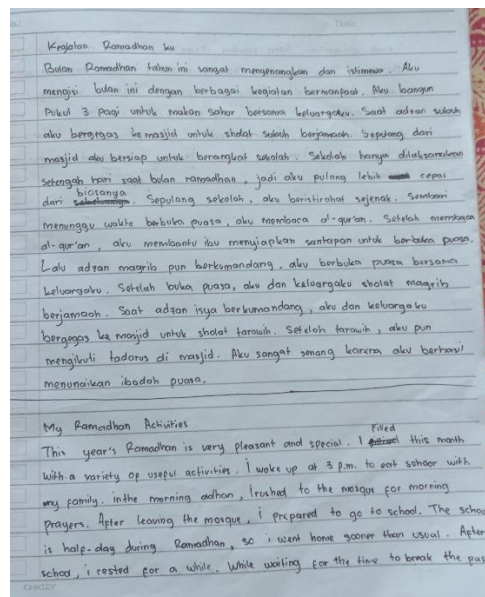 Kegiatan Ramadhan ku
Bulan Ramadhan tahun ini sangat menyenangkan dan istimewa. Aku
mengisi bulan ini dengan berbagai kegiatan bermanfaat. Aku bangun
Pukul 3 pagi untuk makan sahur bersama keluargaku. Saat adzan subuh
aku bergegas ke masjid untuk sholat subuh berjamaah. Sepulang dari
masjid aku bersiap untuk berangkat sekolah. Sekolah hanya dilaksanakan
setengah hari saat bulan ramadhan, jadi aku pulang lebih cepat
dari biasanya. Sepulang sekolah, aku beristirahat sejenak. Sembari
menunggu waktu berbuka puasa, aku membaca al-qur'an. Setelah membaca
al-qur'an, aku membantu ibu menyiapkan santapan untuk berbuka puasa.
Lalu adzan magrib pun berkumandang, aku berbuka puasa bersama
keluargaku. Setelah buka puasa, aku dan keluargaku sholat magrib
berjamaah. Saat adzan isya berkumandang, aku dan keluargaku
bergegas ke masjid untuk sholat tarawih. Setelah tarawih, aku pun
mengikuti tadarus di masjid. Aku sangat senang karena aku berhasil
menunaikan ibadah puasa.
My Ramadhan Activities
This year's Ramadhan is very pleasant and special. I filled this month
with a variety of useful activities. I woke up at 3 p.m. to eat sahoor with
my family. In the morning adhan, I rushed to the mosque for morning
prayers. After leaving the mosque, i prepared to go to school. The schoo
is half-day during Ramadhan, so i went home sooner than usual. After
school, i rested for a while. While waiting for the time to break the fas